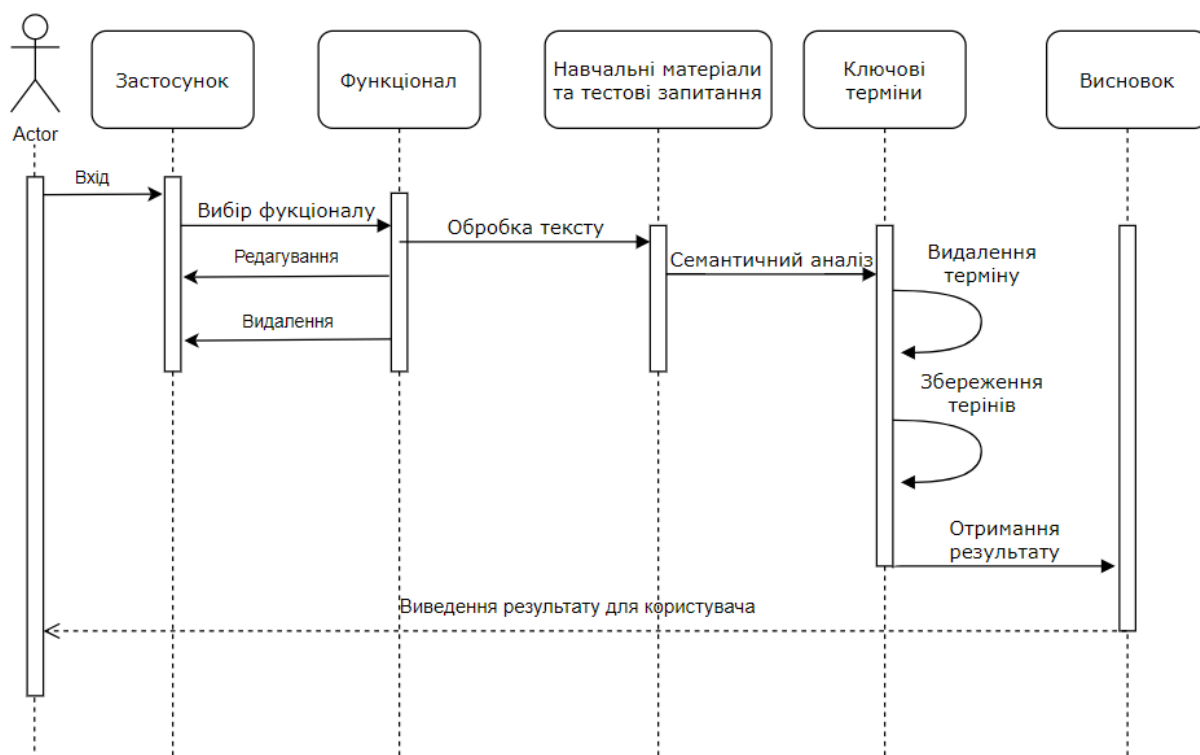 Actor
Застосунок
Функціонал
Навчальні матеріали
та тестові запитання
Ключові
терміни
Висновок
Вхід
Вибір фукціоналу
Обробка тексту
Редагування
Семантичний аналіз
Видалення
терміну
Видалення
Збереження
терінів
Отримання
результату
Виведення результату для користувача